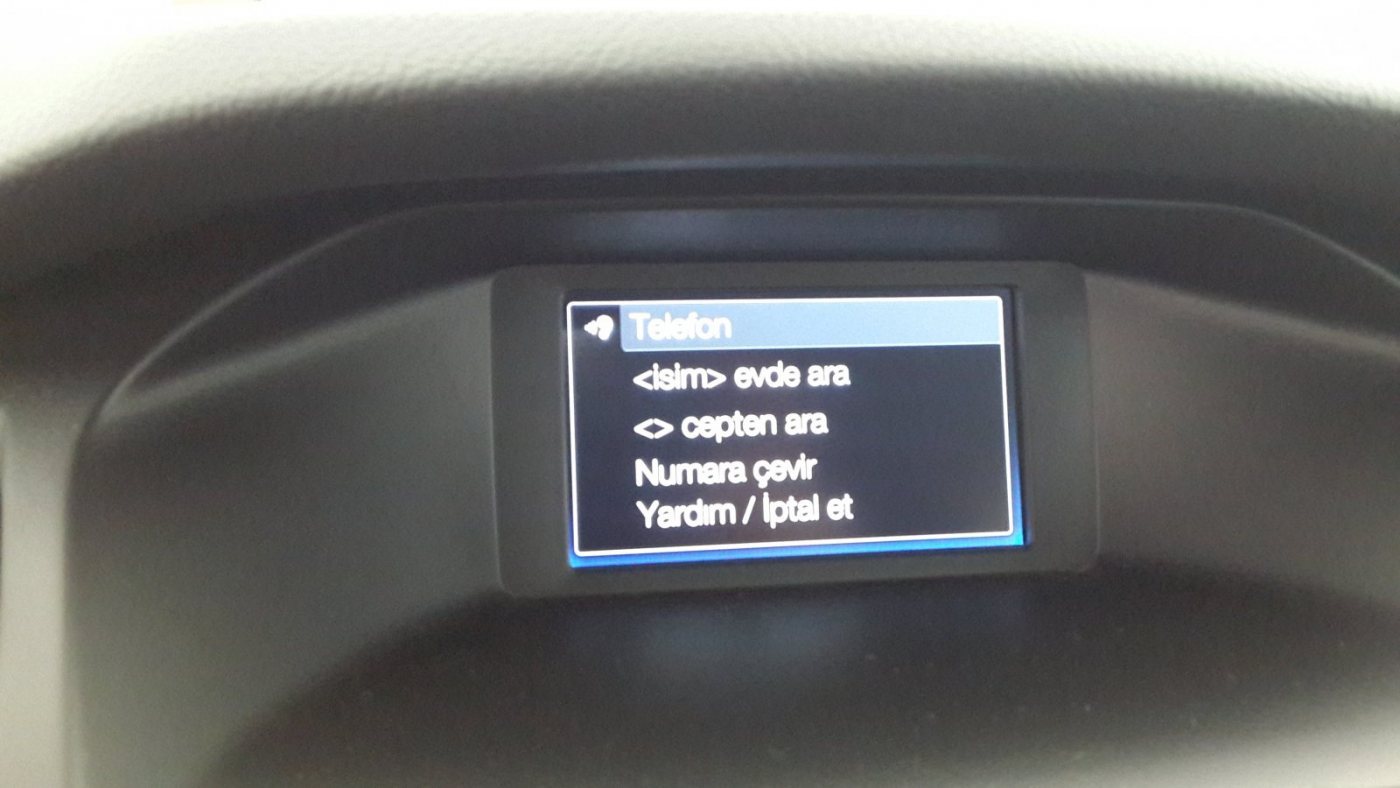 Telefon
<isim> evde ara
<> cepten ara
Numara çevir
Yardım / İptal et